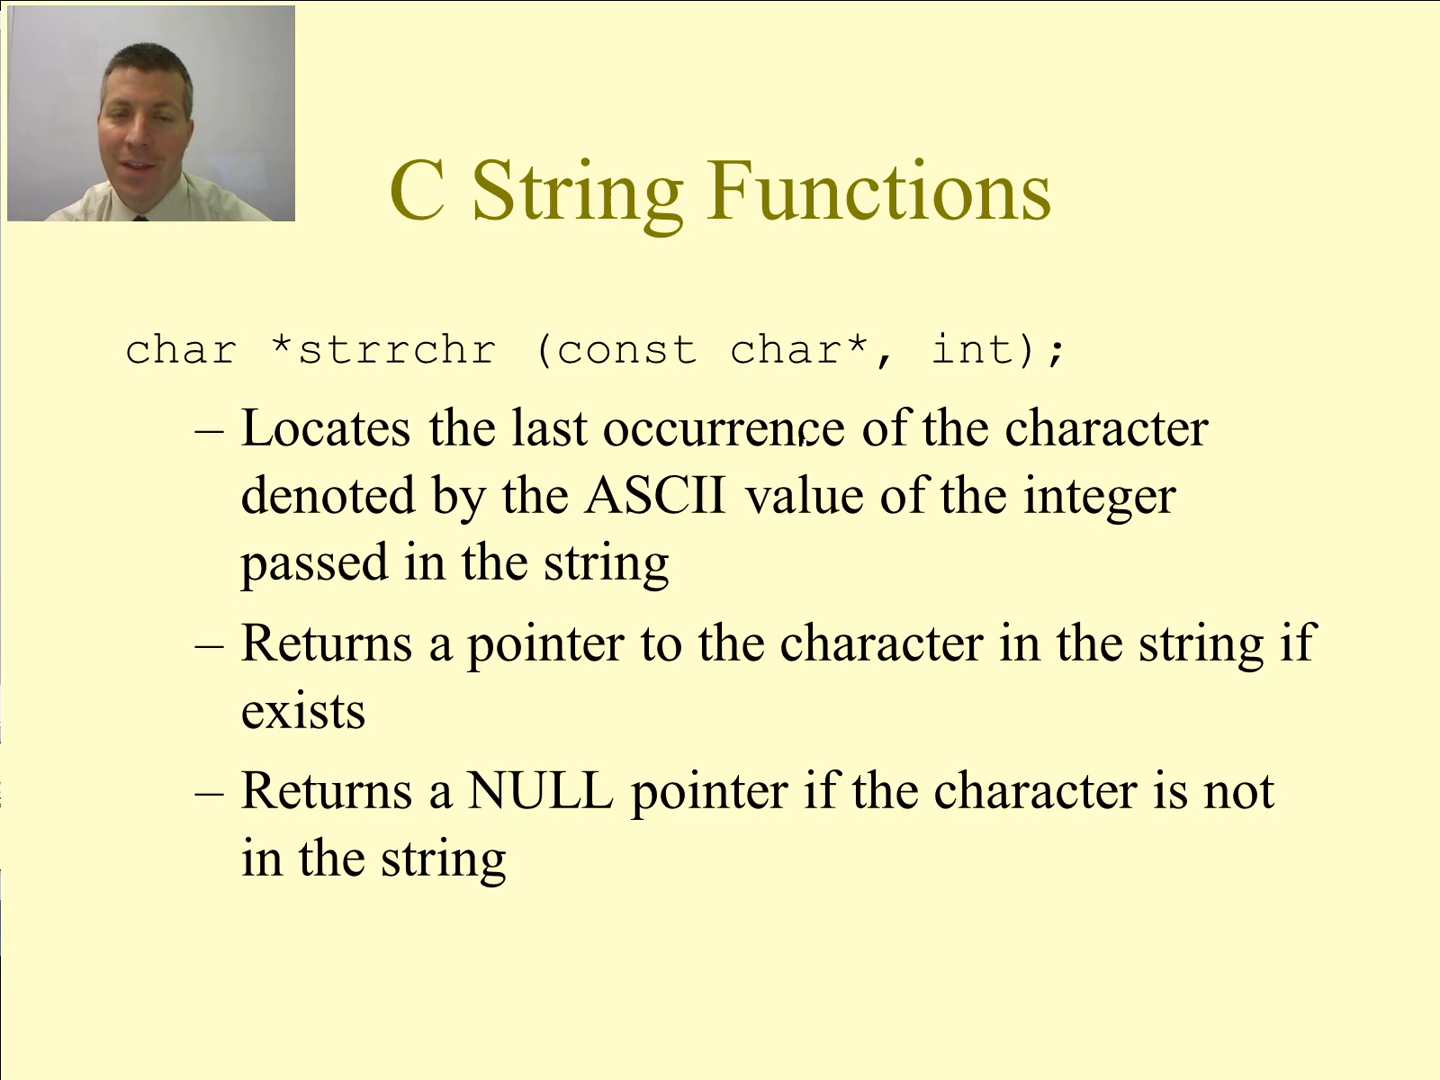 C String Functions
char *strrchr (const char*, int);
– Locates the last occurrence of the character
denoted by the ASCII value of the integer
passed in the string
– Returns a pointer to the character in the string if
exists
– Returns a NULL pointer if the character is not
in the string